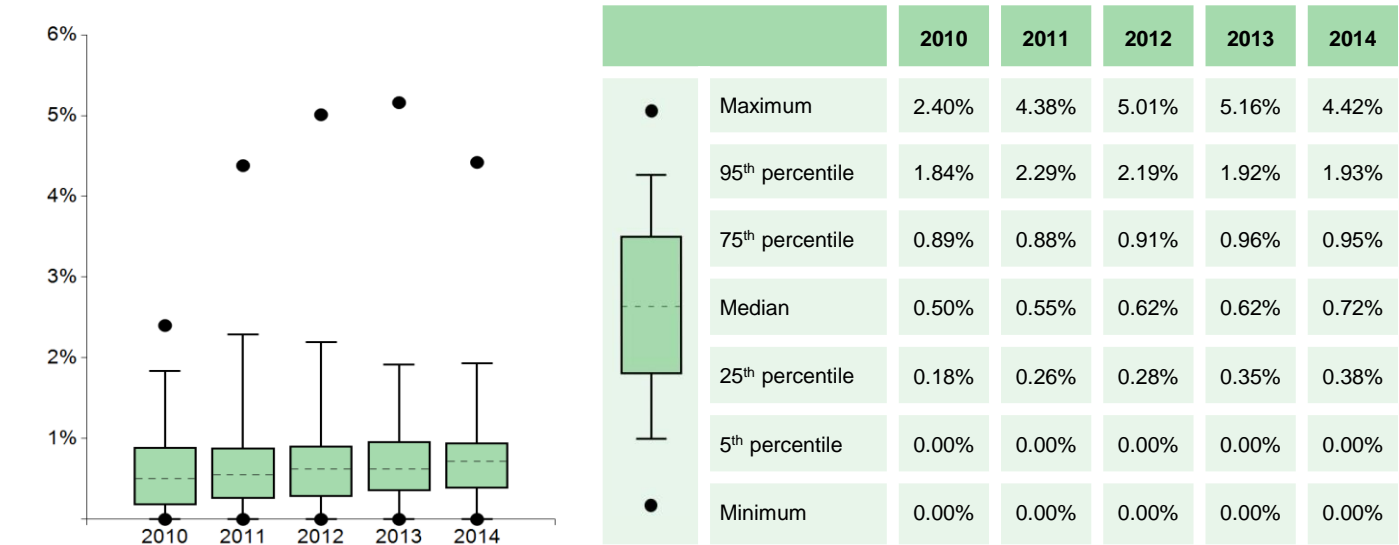 6%
5%
4%
3%
2%
1%
2010 2011 2012 2013 2014
2010 2011 2012 2013 2014
Maximum 2.40% 4.38% 5.01% 5.16% 4.42%
95th percentile 1.84% 2.29% 2.19% 1.92% 1.93%
75th percentile 0.89% 0.88% 0.91% 0.96% 0.95%
Median 0.50% 0.55% 0.62% 0.62% 0.72%
25th percentile 0.18% 0.26% 0.28% 0.35% 0.38%
5th percentile 0.00% 0.00% 0.00% 0.00% 0.00%
Minimum 0.00% 0.00% 0.00% 0.00% 0.00%